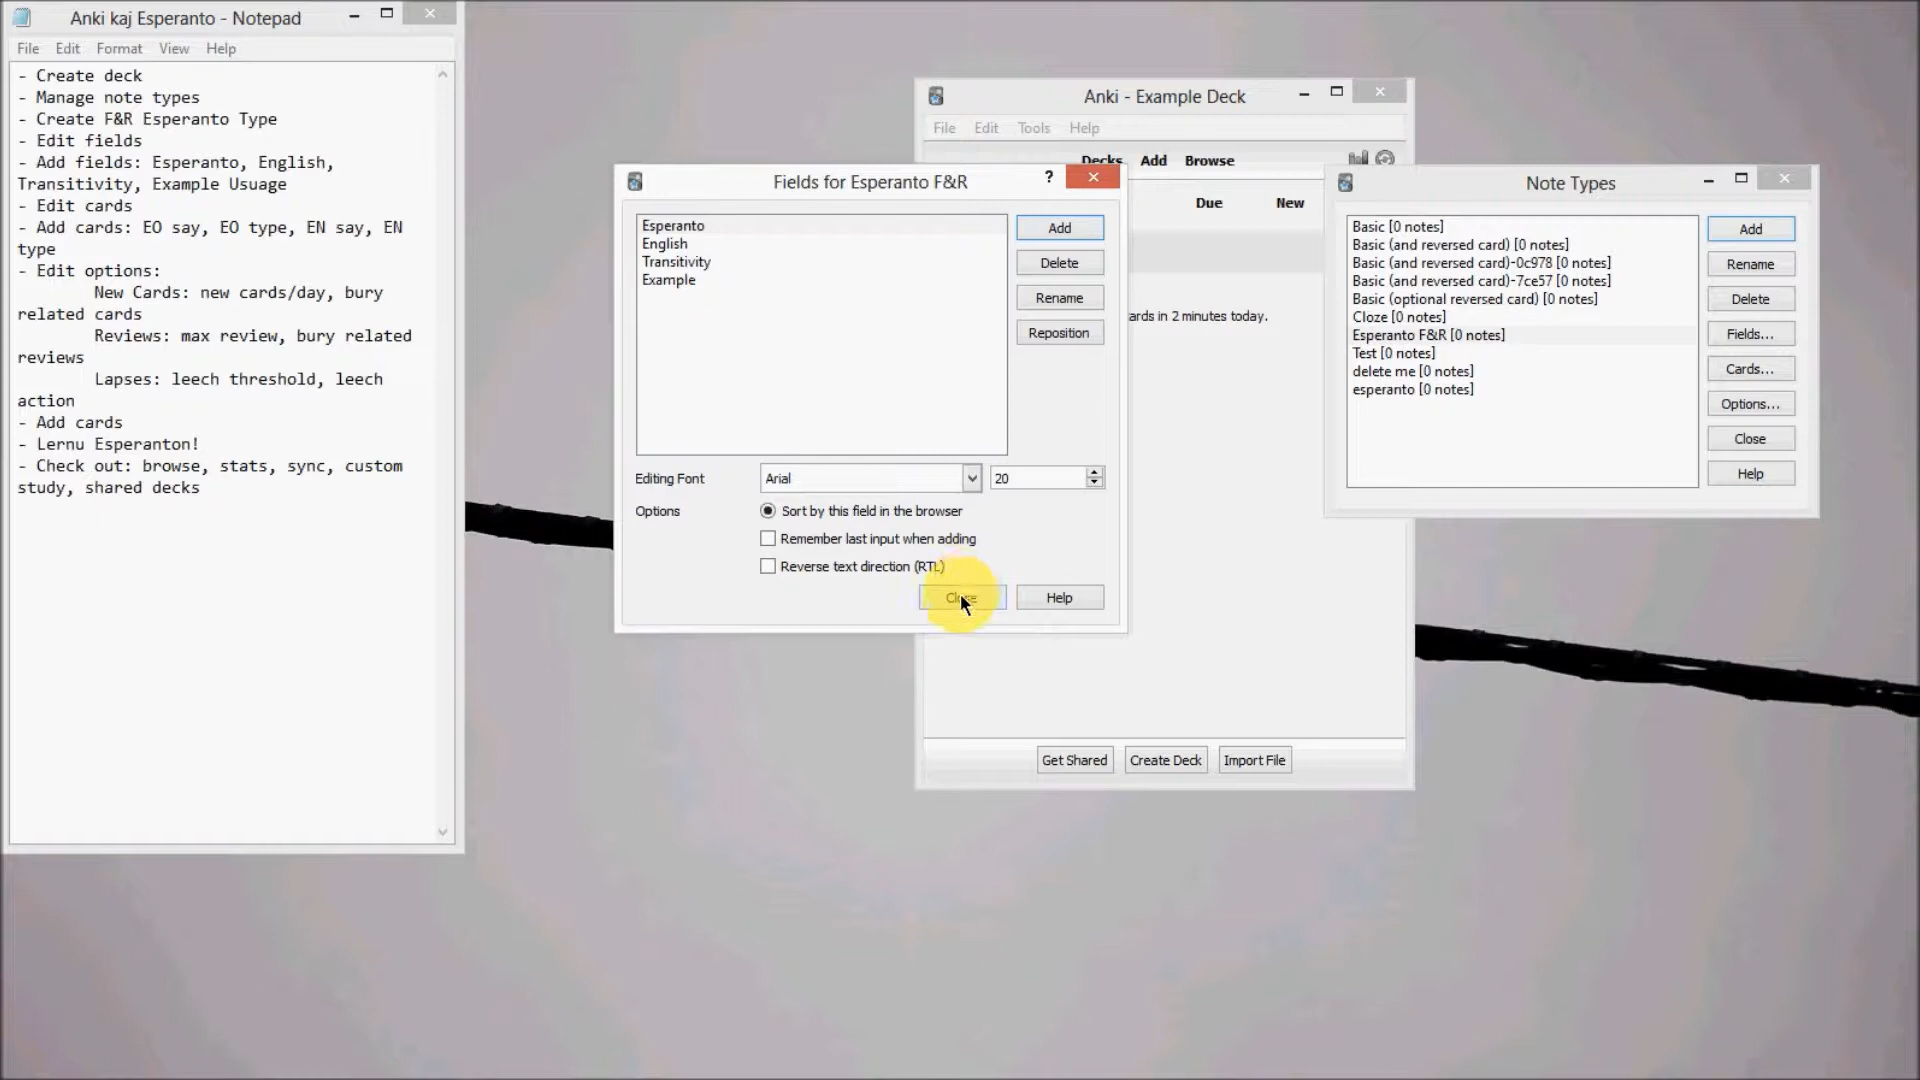 Anki kaj Esperanto - Notepad
File Edit Format View Help
- Create deck
- Manage note types
- Create F&R Esperanto Type
- Edit fields
- Add fields: Esperanto, English,
Transitivity, Example Usuage
- Edit cards
- Add cards: EO say, EO type, EN say, EN
type
- Edit options:
New Cards: new cards/day, bury
related cards
Reviews: max review, bury related
reviews
Lapses: leech threshold, leech
action
- Add cards
- Lernu Esperanton!
- Check out: browse, stats, sync, custom
study, shared decks
Anki - Example Deck
File Edit Tools Help
Decks Add Browse
Due New
ards in 2 minutes today.
Get Shared Create Deck Import File
Fields for Esperanto F&R
?
Esperanto
English
Transitivity
Example
Add
Delete
Rename
Reposition
Editing Font Arial 20
Options Sort by this field in the browser
Remember last input when adding
Reverse text direction (RTL)
Close Help
Note Types
Basic [0 notes]
Basic (and reversed card) [0 notes]
Basic (and reversed card)-0c978 [0 notes]
Basic (and reversed card)-7ce57 [0 notes]
Basic (optional reversed card) [0 notes]
Cloze [0 notes]
Esperanto F&R [0 notes]
Test [0 notes]
delete me [0 notes]
esperanto [0 notes]
Add
Rename
Delete
Fields...
Cards...
Options...
Close
Help